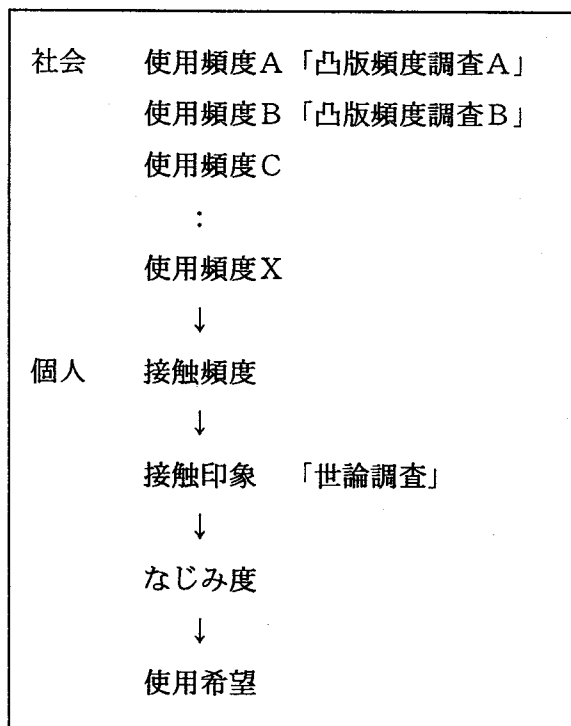 社会 使用頻度A「凸版頻度調査A」
使用頻度B「凸版頻度調査B」
使用頻度C
:
使用頻度X
↓
個人 接触頻度
↓
接触印象 「世論調査」
↓
なじみ度
↓
使用希望